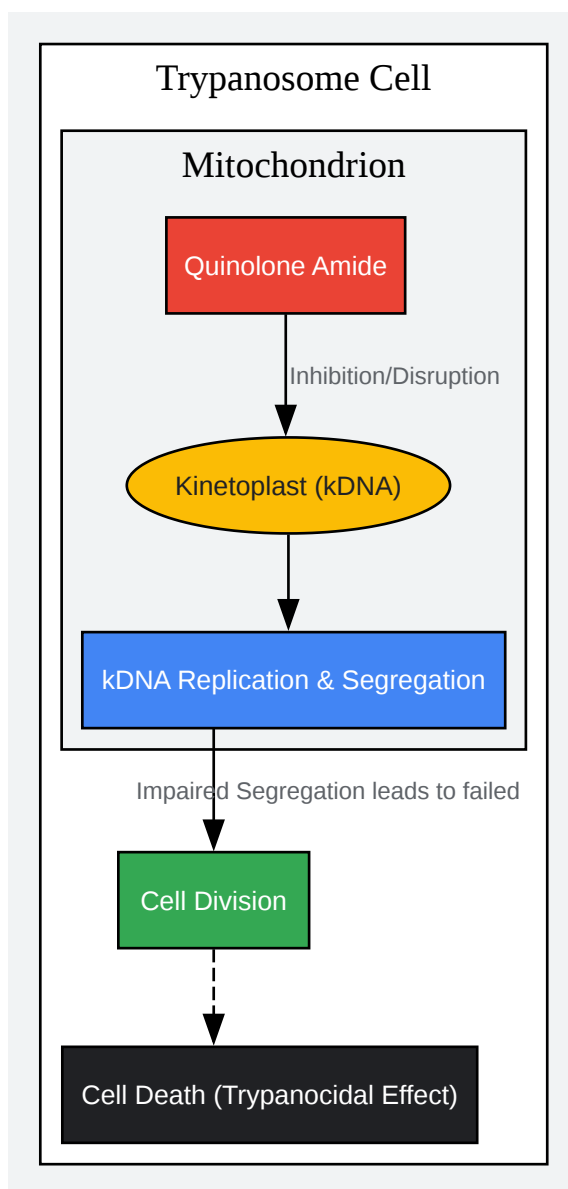 Trypanosome Cell
Mitochondrion
Quinolone Amide
Inhibition/Disruption
Kinetoplast (kDNA)
kDNA Replication & Segregation
Impaired Segregation leads to failed
Cell Division
Cell Death (Trypanocidal Effect)